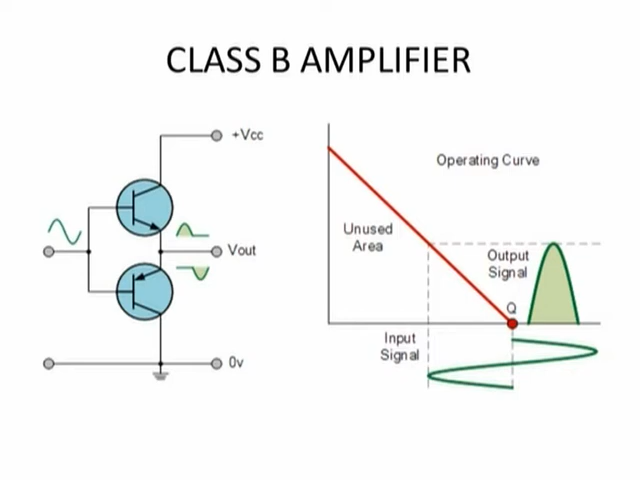 CLASS B AMPLIFIER
+Vcc
Vout
0v
Operating Curve
Unused
Area
Output
Signal
Q
Input
Signal